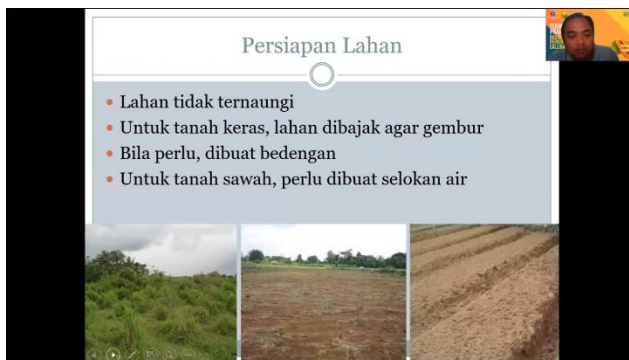 Persiapan Lahan
Lahan tidak ternaungi
Untuk tanah keras, lahan dibajak agar gembur
Bila perlu, dibuat bedengan
Untuk tanah sawah, perlu dibuat selokan air